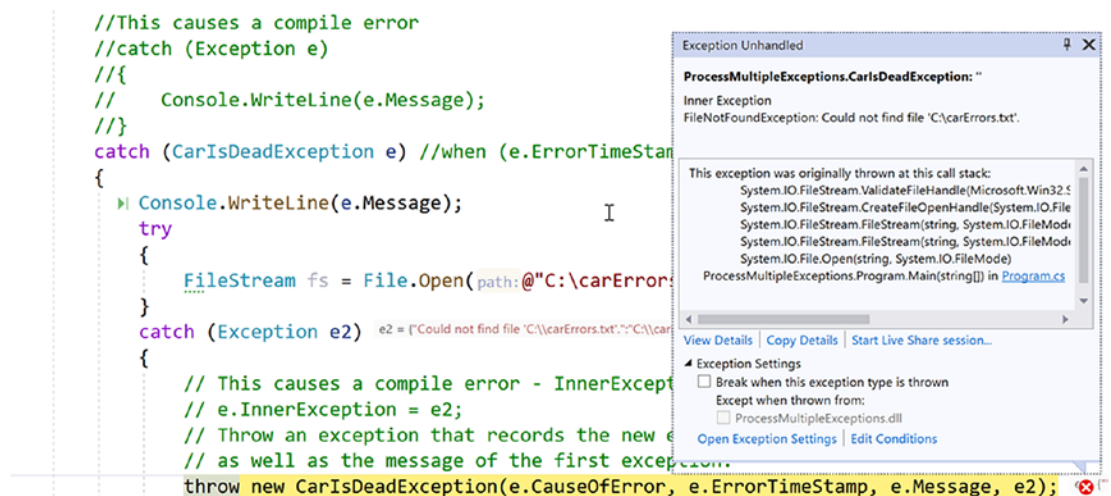 //This causes a compile error
//catch (Exception e)
//{
//    Console.WriteLine(e.Message);
//}
catch (CarIsDeadException e) //when (e.ErrorTimeStam
{
Console.WriteLine(e.Message);
try
{
FileStream fs = File.Open(path:@"C:\carErrors
}
catch (Exception e2) e2 = {"Could not find file 'C:\\carErrors.txt'.":"C:\\car
{
// This causes a compile error - InnerExcept
// e.InnerException = e2;
// Throw an exception that records the new e
// as well as the message of the first exception.
throw new CarIsDeadException(e.CauseOfError, e.ErrorTimeStamp, e.Message, e2);
Exception Unhandled
ProcessMultipleExceptions.CarIsDeadException: "
Inner Exception
FileNotFoundException: Could not find file 'C:\carErrors.txt'.
This exception was originally thrown at this call stack:
System.IO.FileStream.ValidateFileHandle(Microsoft.Win32.S
System.IO.FileStream.CreateFileOpenHandle(System.IO.File
System.IO.FileStream.FileStream(string, System.IO.FileMod
System.IO.FileStream.FileStream(string, System.IO.FileMod
System.IO.File.Open(string, System.IO.FileMode)
ProcessMultipleExceptions.Program.Main(string[]) in Program.cs
View Details | Copy Details | Start Live Share session...
Exception Settings
Break when this exception type is thrown
Except when thrown from:
ProcessMultipleExceptions.dll
Open Exception Settings | Edit Conditions